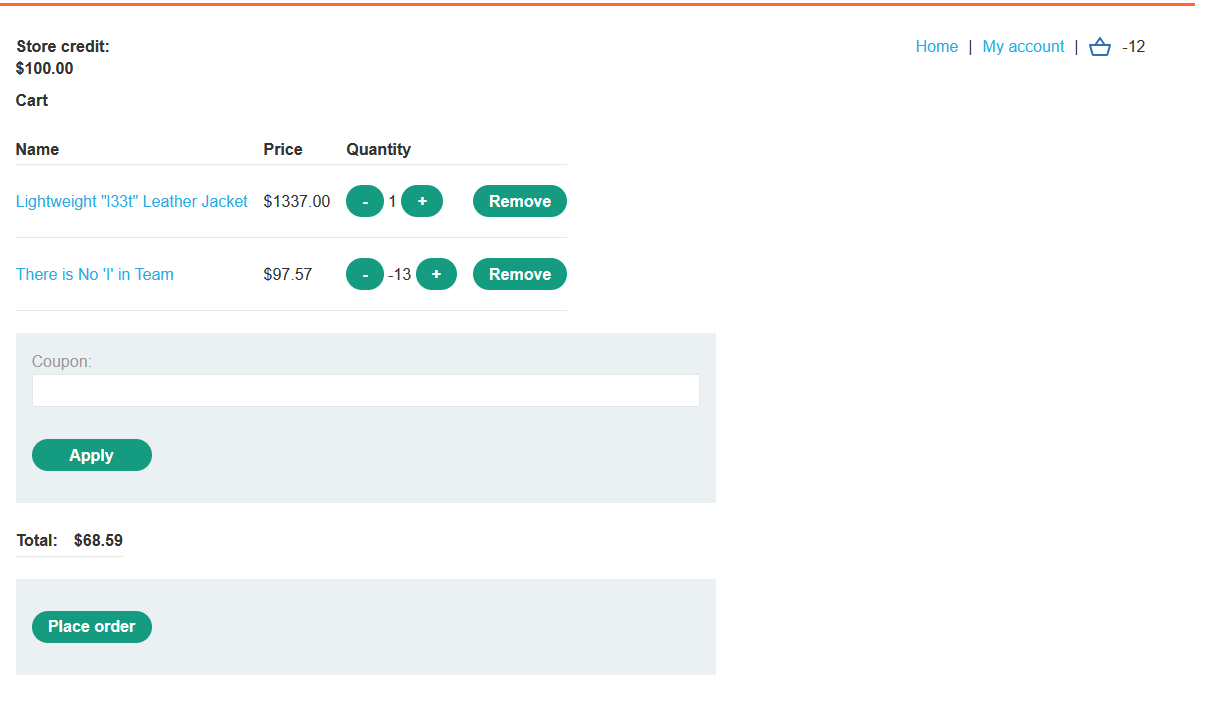 Store credit:
$100.00
Home | My account | -12
Cart
Name Price Quantity
Lightweight "l33t" Leather Jacket $1337.00 - 1 + Remove
There is No 'I' in Team $97.57 - -13 + Remove
Coupon:
Apply
Total: $68.59
Place order